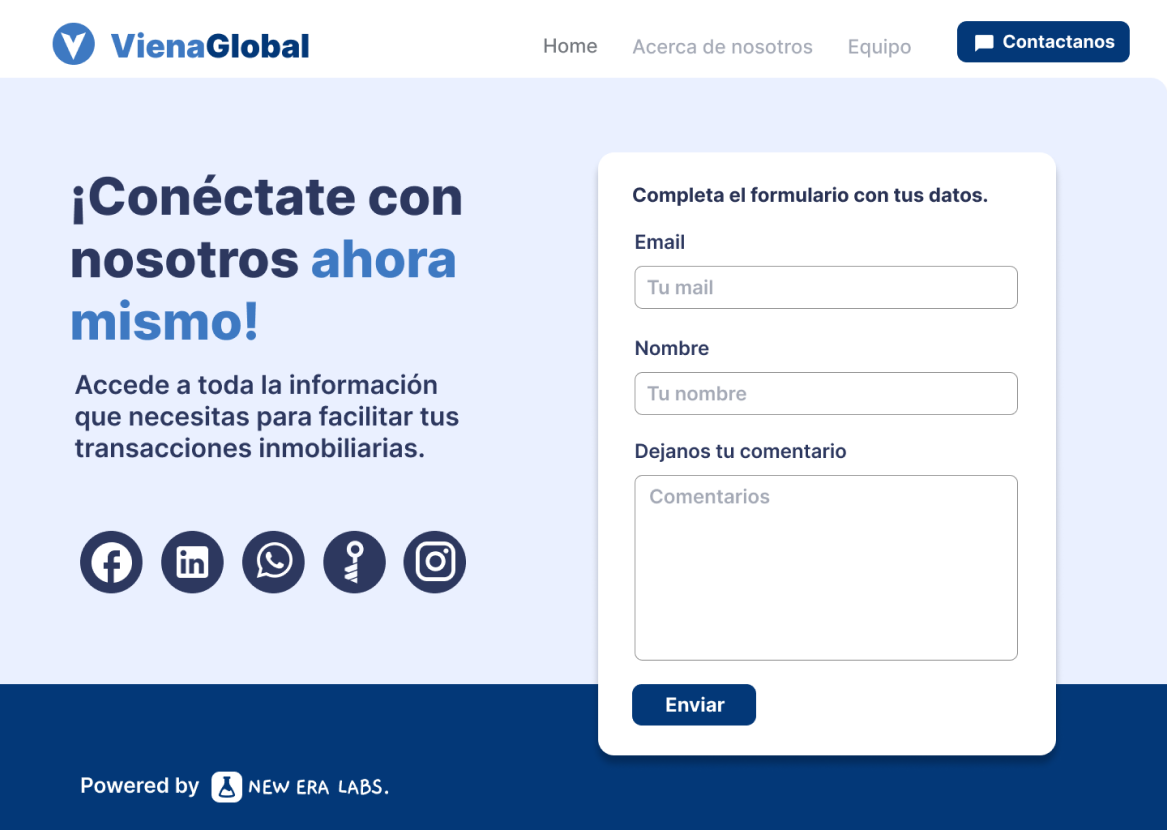 VienaGlobal
Home
Acerca de nosotros
Equipo
Contactanos
¡Conéctate con
nosotros ahora
mismo!
Accede a toda la información
que necesitas para facilitar tus
transacciones inmobiliarias.
Completa el formulario con tus datos.
Email
Tu mail
Nombre
Tu nombre
Dejanos tu comentario
Comentarios
Enviar
Powered by NEW ERA LABS.